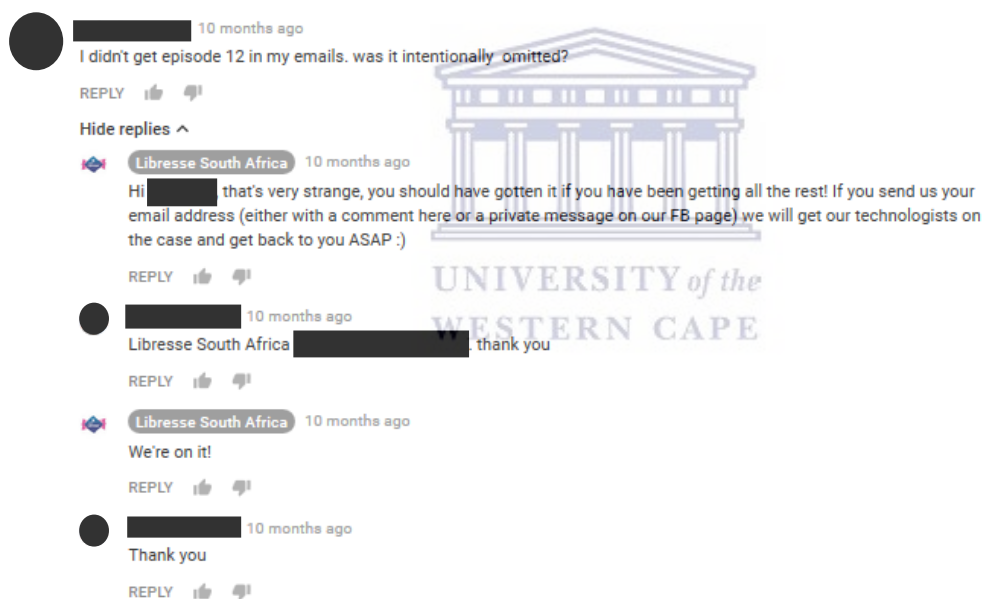 10 months ago
I didn't get episode 12 in my emails. was it intentionally omitted?
REPLY
Hide replies
Libresse South Africa 10 months ago
Hi , that's very strange, you should have gotten it if you have been getting all the rest! If you send us your
email address (either with a comment here or a private message on our FB page) we will get our technologists on
the case and get back to you ASAP :)
REPLY
UNIVERSITY of the
10 months ago
WESTERN CAPE
Libresse South Africa . thank you
REPLY
Libresse South Africa 10 months ago
We're on it!
REPLY
10 months ago
Thank you
REPLY